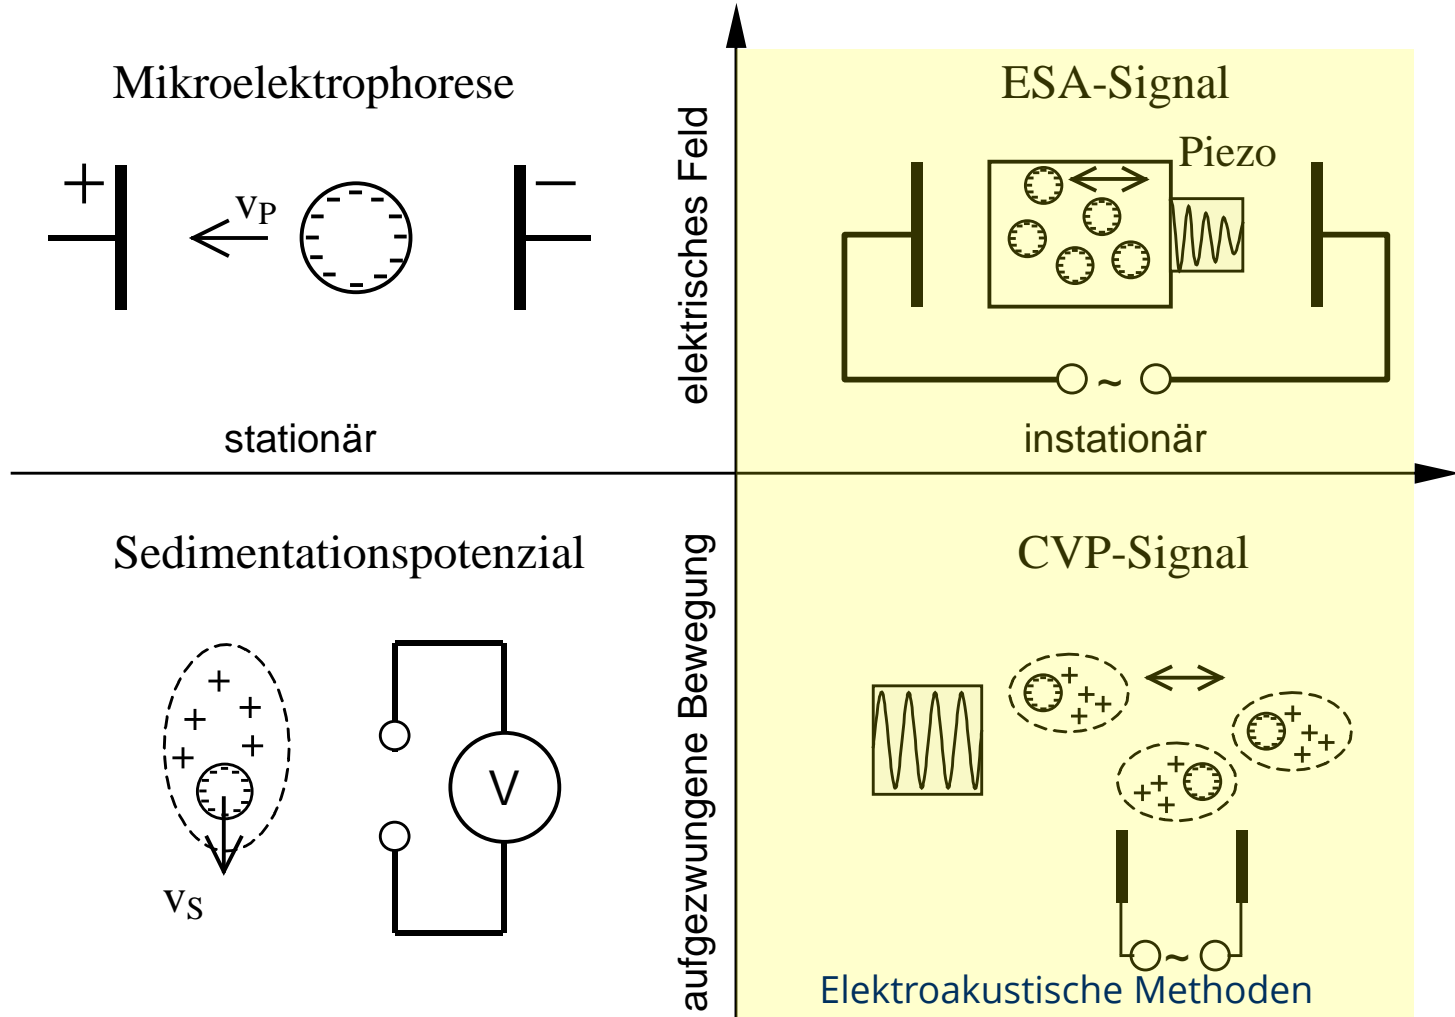 Mikroelektrophorese
+
vP
−
stationär
elektrisches Feld
ESA-Signal
Piezo
~
instationär
Sedimentationspotenzial
+
+
+
+
+
V
vS
aufgezwungene Bewegung
CVP-Signal
+
+
+
+
+
+
+
+
+
+
+
+
~
Elektroakustische Methoden